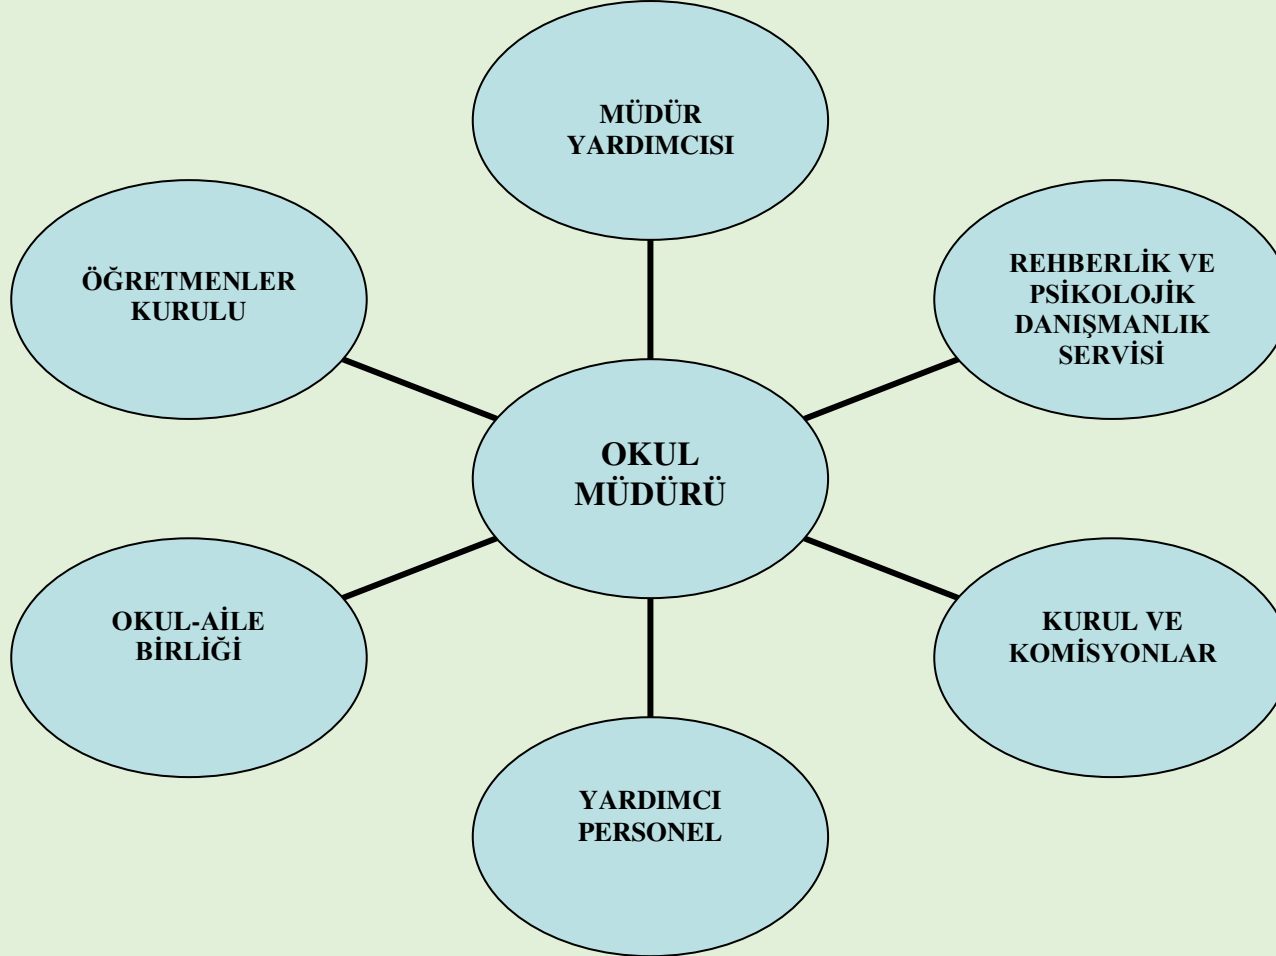 MÜDÜR
YARDIMCISI
ÖĞRETMENLER
KURULU
REHBERLİK VE
PSİKOLOJİK
DANIŞMANLIK
SERVİSİ
OKUL
MÜDÜRÜ
OKUL-AİLE
BİRLİĞİ
KURUL VE
KOMİSYONLAR
YARDIMCI
PERSONEL